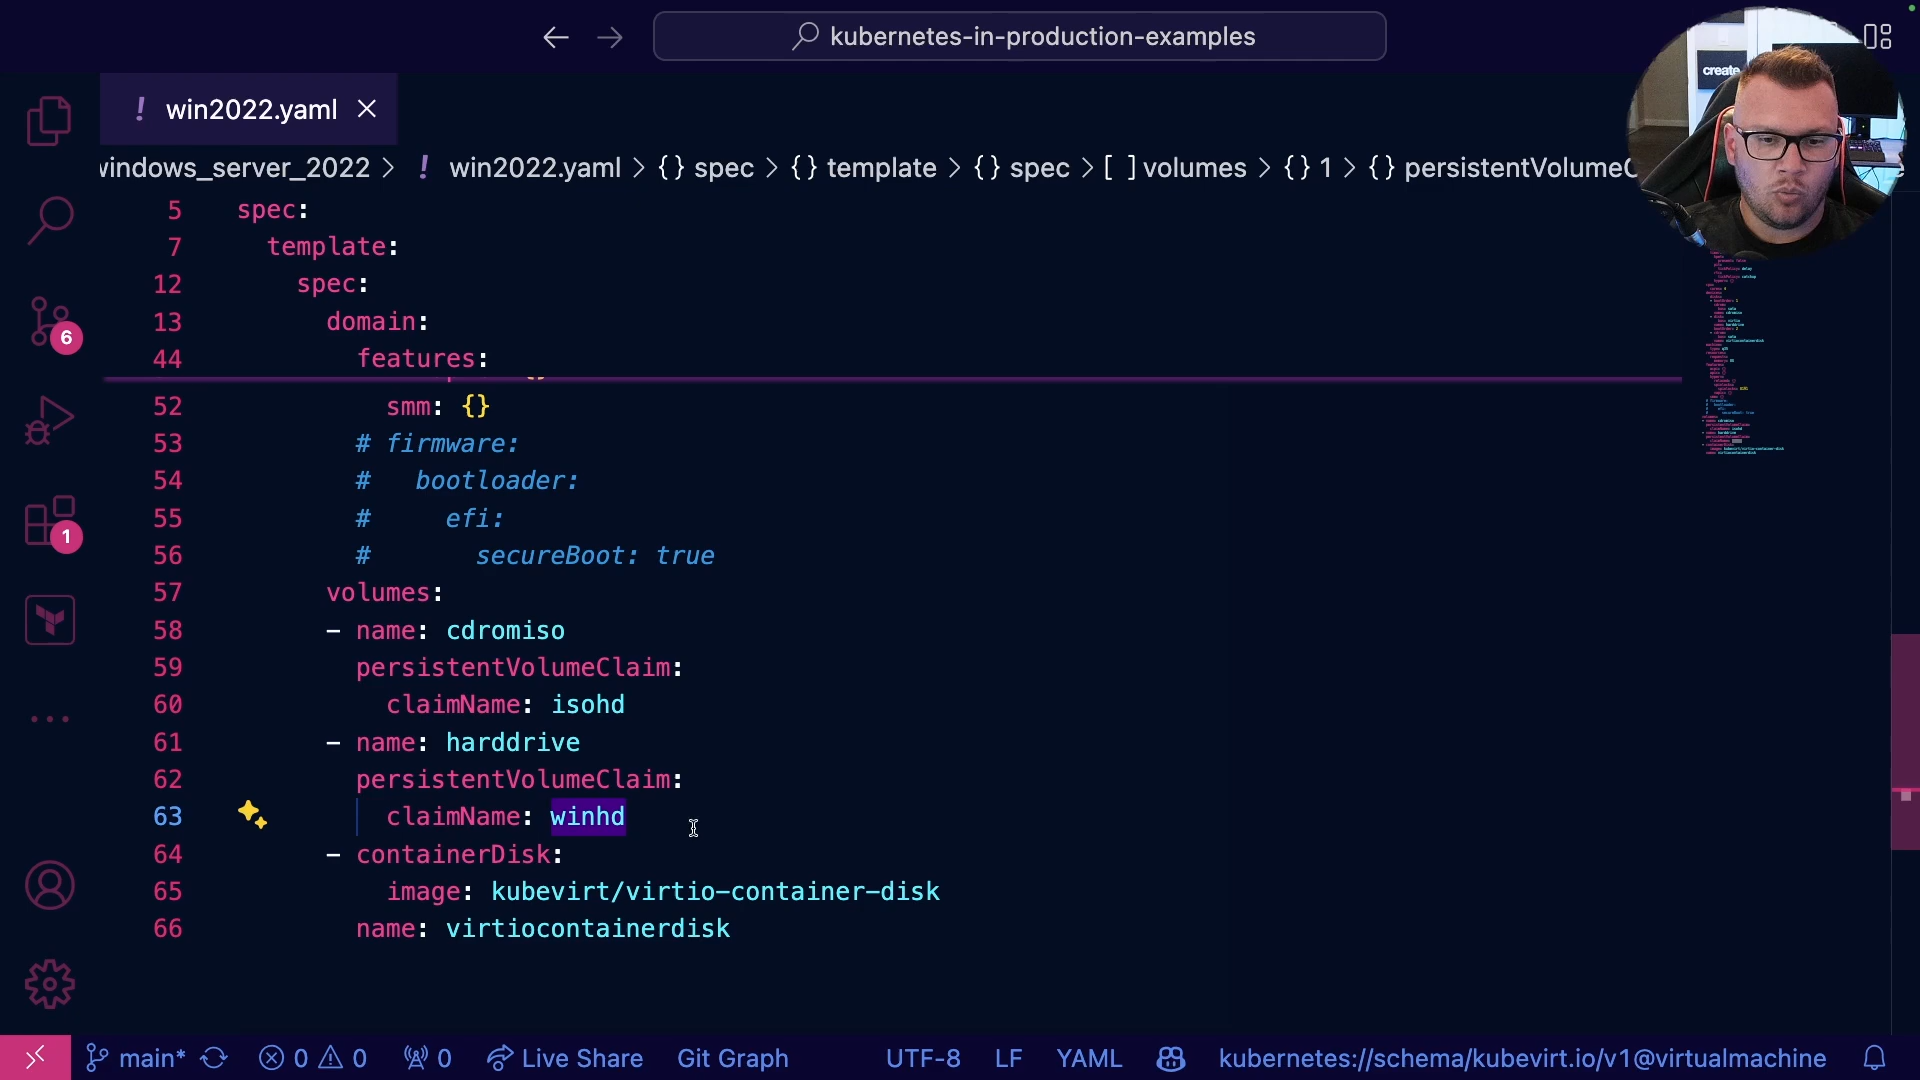 kubernetes-in-production-examples
create
! win2022.yaml
windows_server_2022 > ! win2022.yaml > {} spec > {} template > {} spec > [ ] volumes > {} 1 > {} persistentVolumeC
5 spec:
7 template:
12 spec:
13 domain:
44 features:
52 smm: {}
53 # firmware:
54 # bootloader:
55 # efi:
56 # secureBoot: true
57 volumes:
58 - name: cdromiso
59 persistentVolumeClaim:
60 claimName: isohd
61 - name: harddrive
62 persistentVolumeClaim:
63 claimName: winhd
64 - containerDisk:
65 image: kubevirt/virtio-container-disk
66 name: virtiocontainerdisk
6
1
main* 0 0 0 Live Share Git Graph UTF-8 LF YAML kubernetes://schema/kubevirt.io/v1@virtualmachine